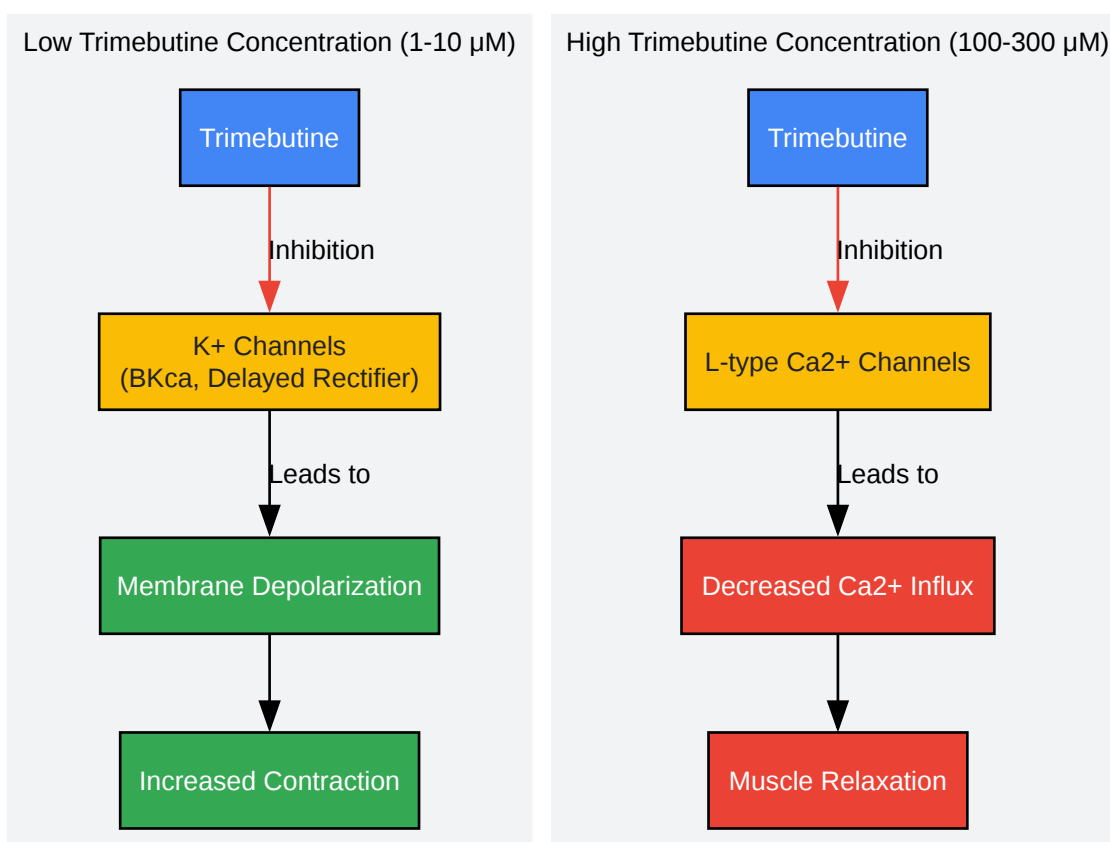 Low Trimebutine Concentration (1-10 μM)
Trimebutine
Inhibition
K+ Channels
(BKca, Delayed Rectifier)
Leads to
Membrane Depolarization
Increased Contraction
High Trimebutine Concentration (100-300 μM)
Trimebutine
Inhibition
L-type Ca2+ Channels
Leads to
Decreased Ca2+ Influx
Muscle Relaxation